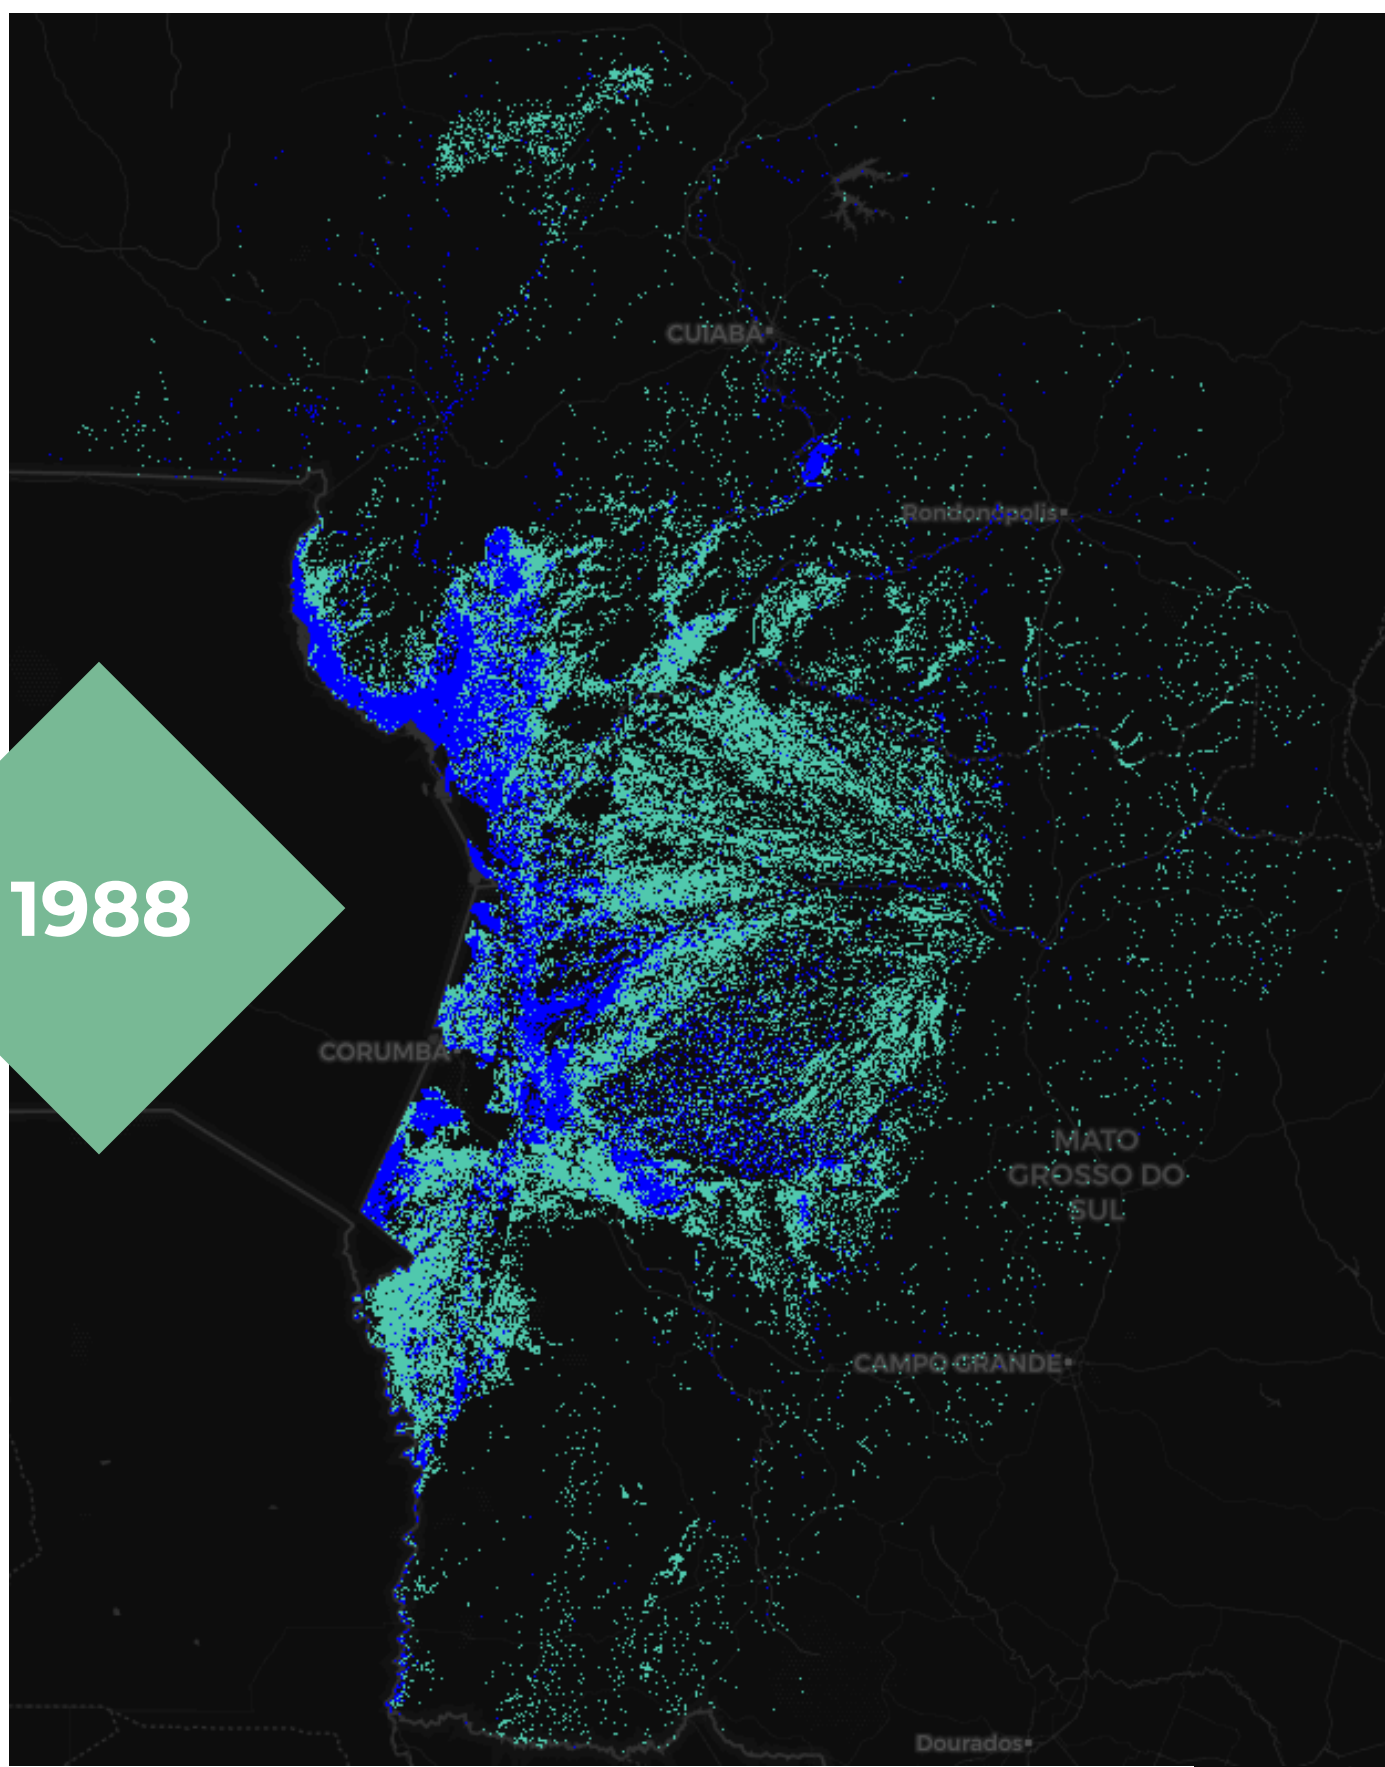 CUIABÁ
Rondonópolis
1988
CORUMBÁ
MATO
GROSSO DO
SUL
CAMPO GRANDE
Dourados